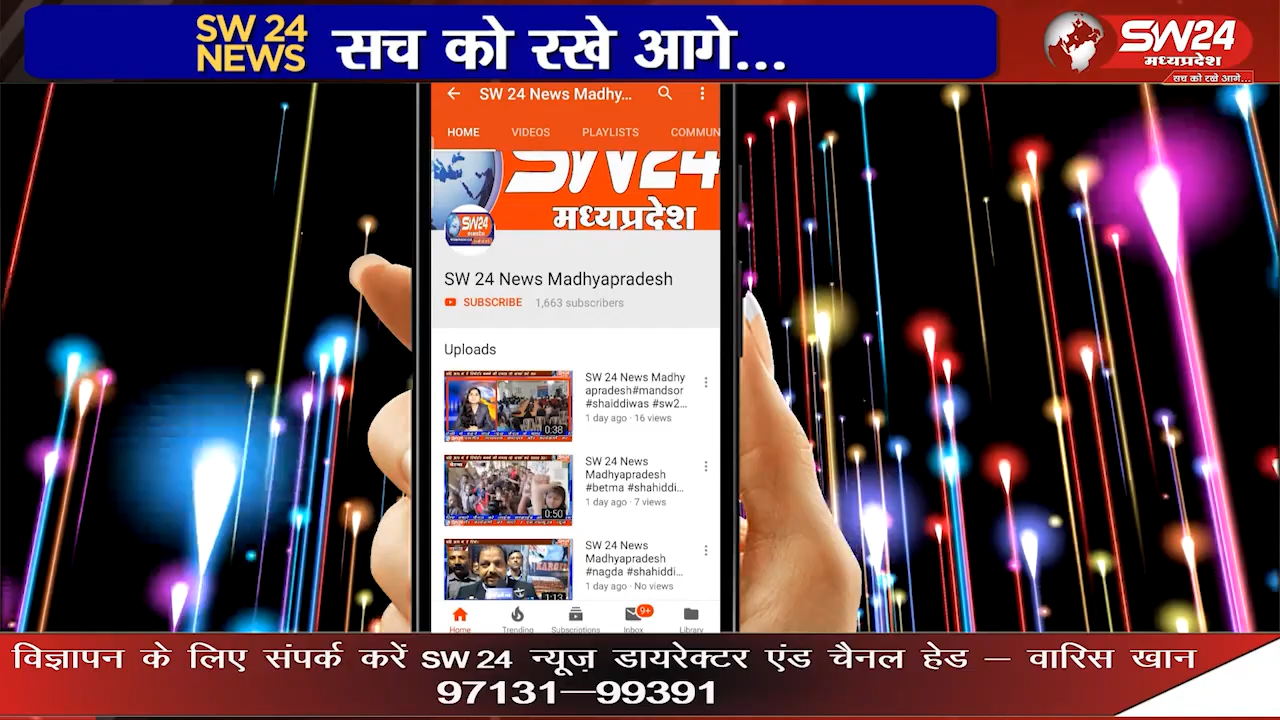 SW 24
NEWS
सच को रखे आगे...
SW24
मध्यप्रदेश
सच को रखे आगे...
SW 24 News Madhy...
HOME VIDEOS PLAYLISTS COMMUN
SW24
मध्यप्रदेश
SW24
SW 24 News Madhyapradesh
SUBSCRIBE 1,663 subscribers
Uploads
SW 24 News Madhy
apradesh#mandsor
#shaiddiwas #sw2...
1 day ago · 16 views
0:38
SW 24 News
Madhyapradesh
#betma #shahiddi...
1 day ago · 7 views
0:50
SW 24 News
Madhyapradesh
#nagda #shahiddi...
1 day ago · No views
1:13
9+
Home Trending Subscriptions Inbox Library
विज्ञापन के लिए संपर्क करें SW 24 न्यूज़ डायरेक्टर एंड चैनल हेड – वारिस खान
97131–99391